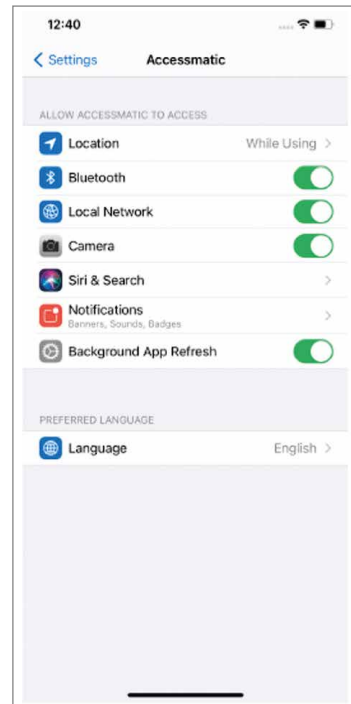 12:40
Settings
Accessmatic
ALLOW ACCESSMATIC TO ACCESS
Location While Using
Bluetooth
Local Network
Camera
Siri & Search
Notifications
Banners, Sounds, Badges
Background App Refresh
PREFERRED LANGUAGE
Language English